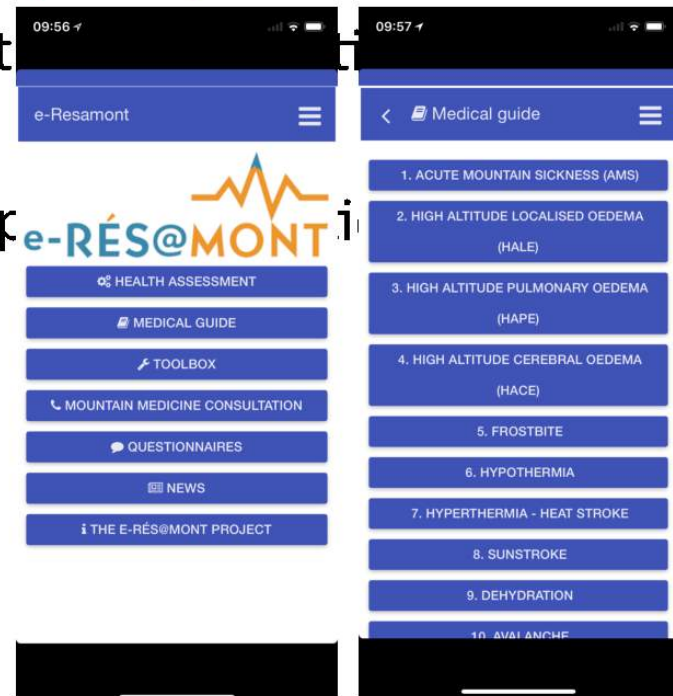 09:56
e-Resamont
e-RÉS@MONT
HEALTH ASSESSMENT
MEDICAL GUIDE
TOOLBOX
MOUNTAIN MEDICINE CONSULTATION
QUESTIONNAIRES
NEWS
THE E-RÉS@MONT PROJECT
09:57
Medical guide
1. ACUTE MOUNTAIN SICKNESS (AMS)
2. HIGH ALTITUDE LOCALISED OEDEMA
(HALE)
3. HIGH ALTITUDE PULMONARY OEDEMA
(HAPE)
4. HIGH ALTITUDE CEREBRAL OEDEMA
(HACE)
5. FROSTBITE
6. HYPOTHERMIA
7. HYPERTHERMIA - HEAT STROKE
8. SUNSTROKE
9. DEHYDRATION
10. AVALANCHE